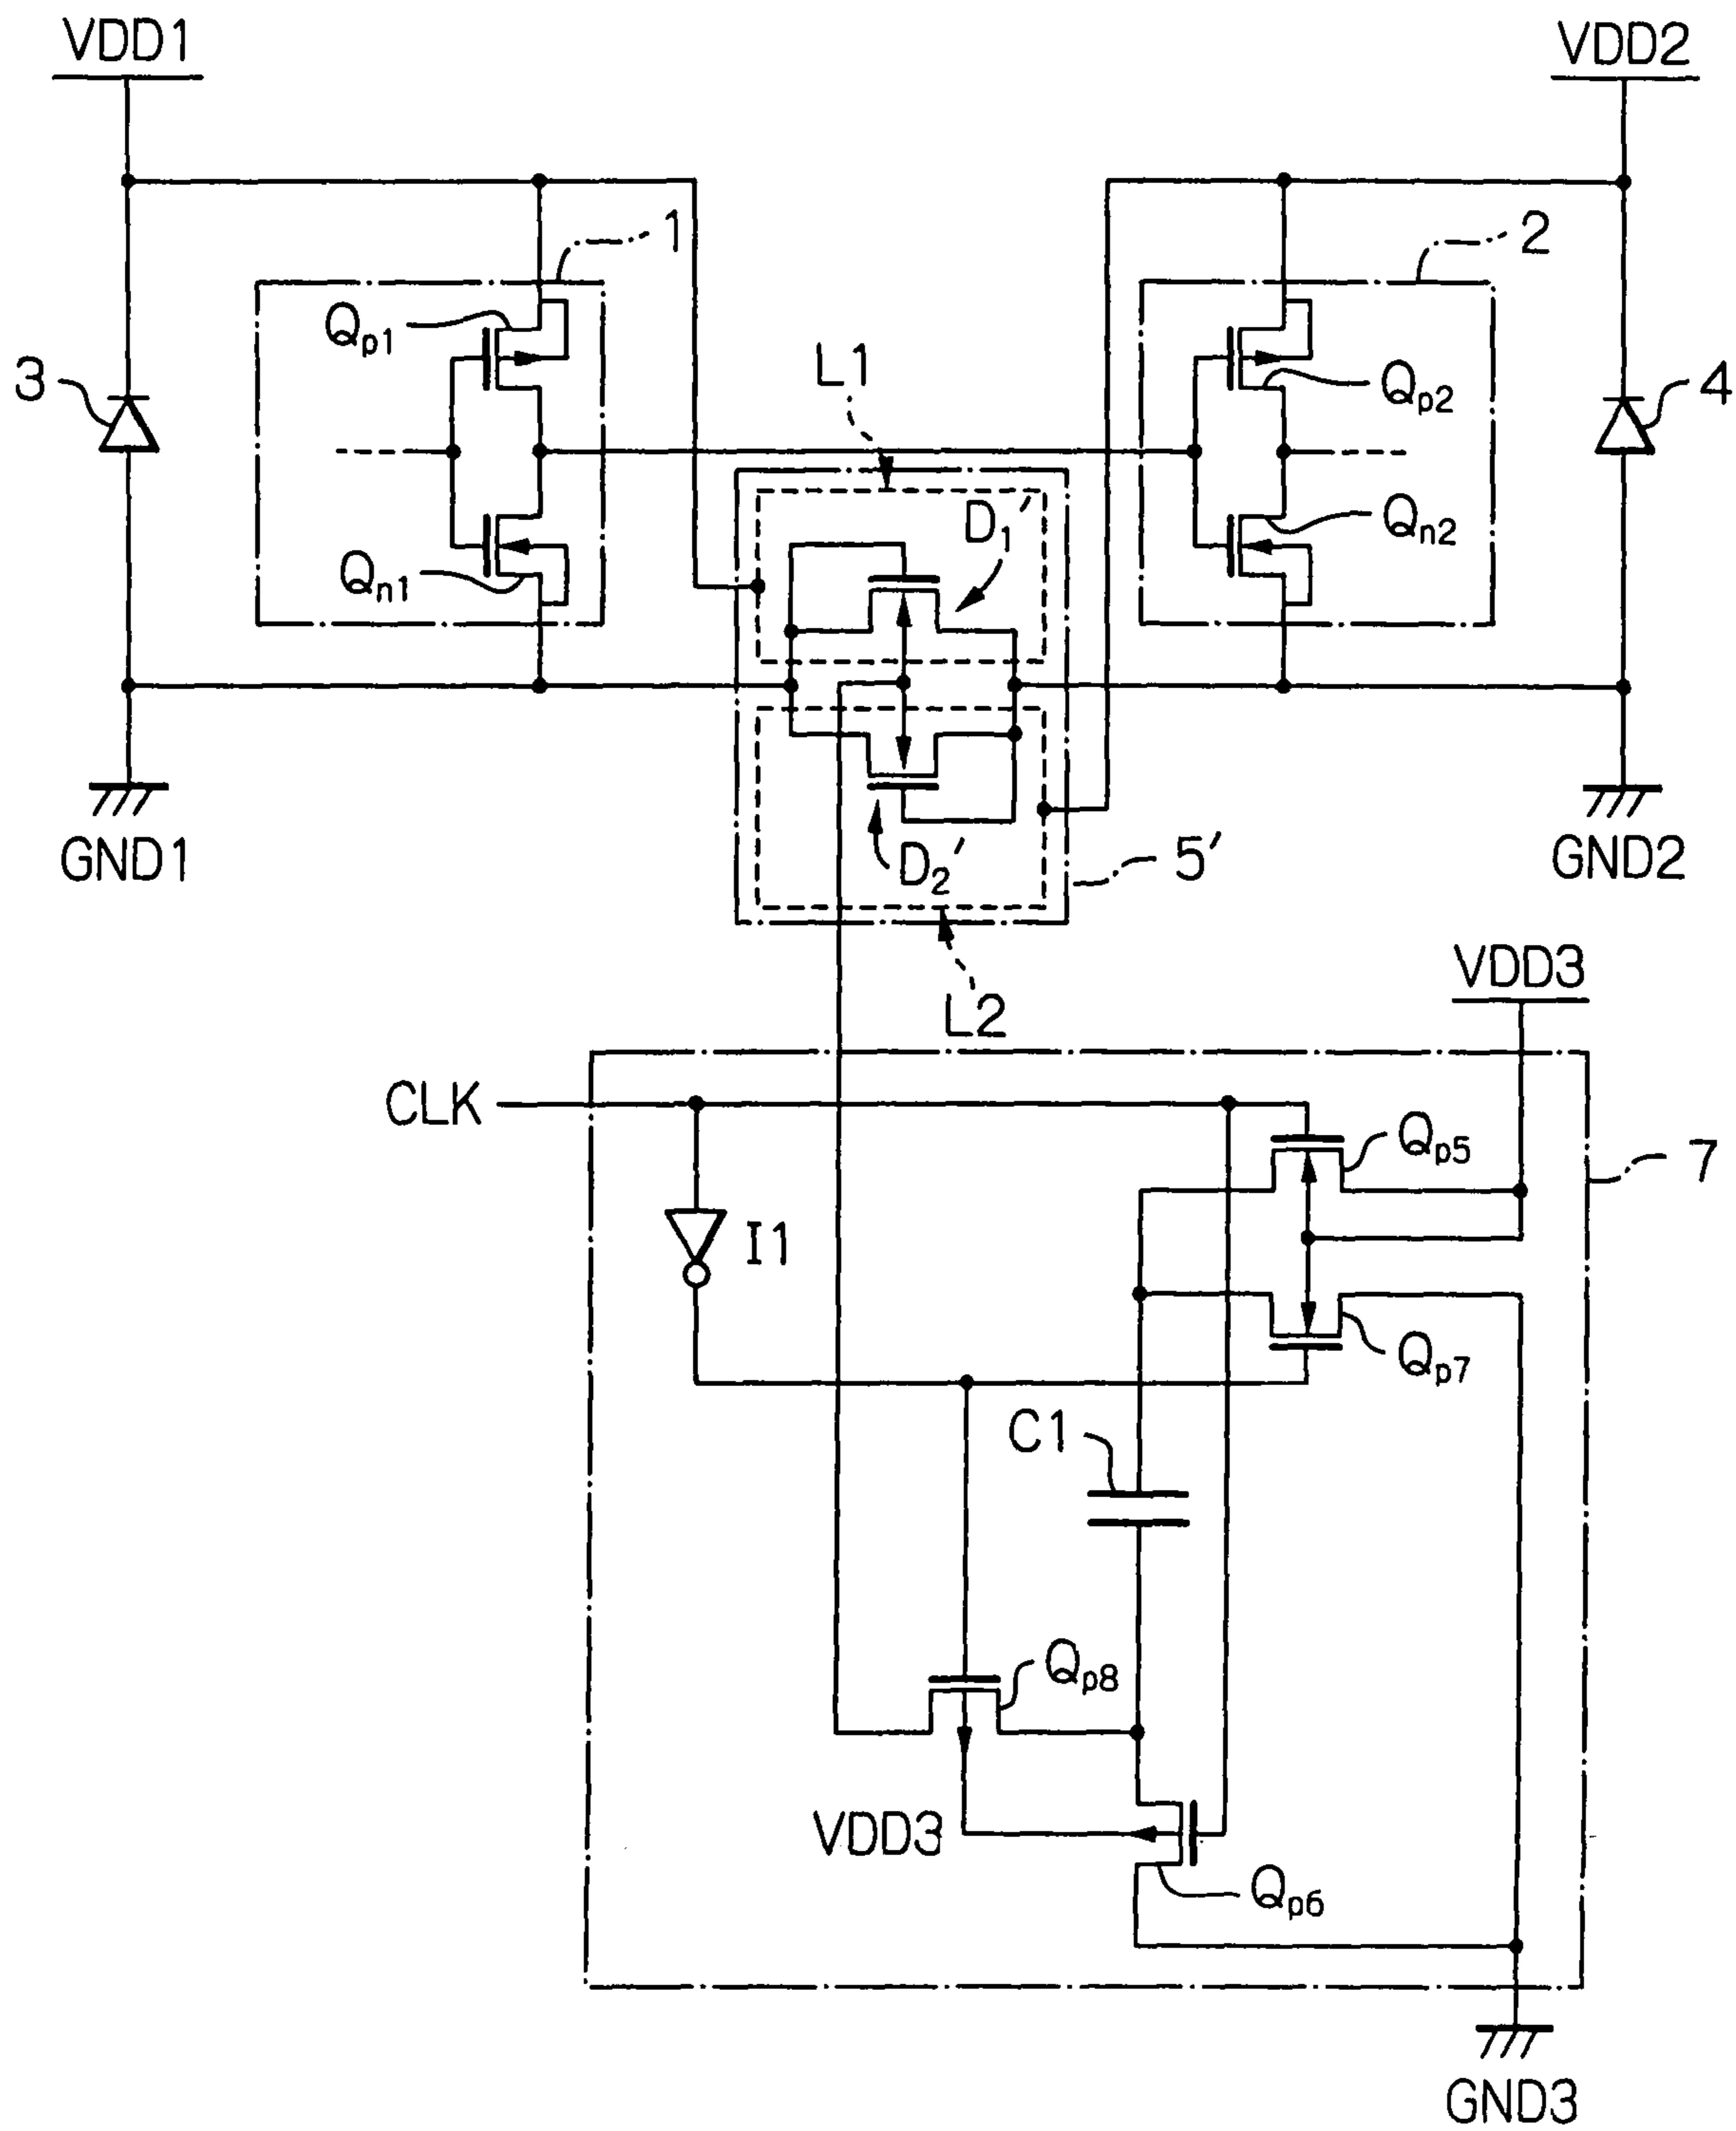 VDD1
VDD2
1
2
Qp1
Qp2
3
L1
4
D1′
Qn1
Qn2
GND1
D2′
5′
GND2
VDD3
L2
CLK
Qp5
7
I1
Qp7
C1
Qp8
VDD3
Qp6
GND3